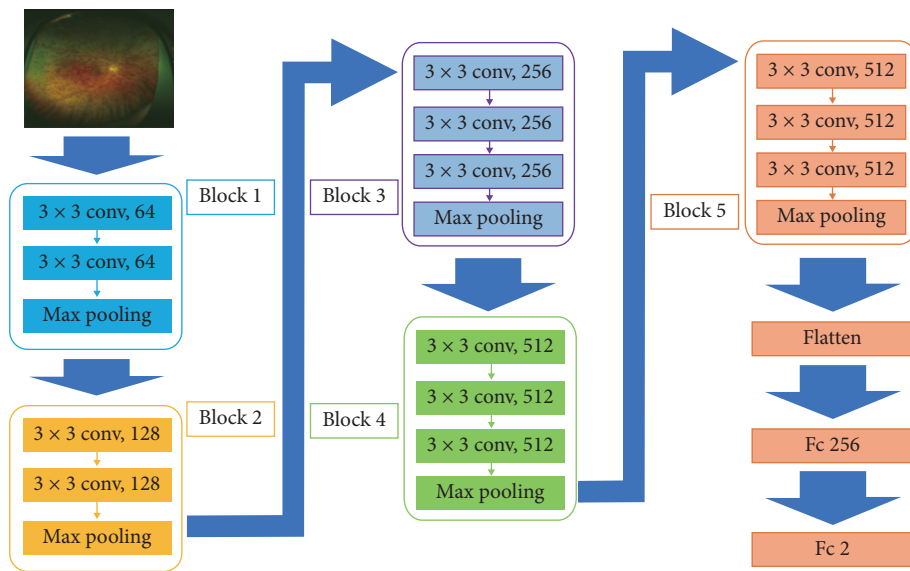 Block 1
3 × 3 conv, 64
3 × 3 conv, 64
Max pooling
Block 2
3 × 3 conv, 128
3 × 3 conv, 128
Max pooling
Block 3
3 × 3 conv, 256
3 × 3 conv, 256
3 × 3 conv, 256
Max pooling
Block 4
3 × 3 conv, 512
3 × 3 conv, 512
3 × 3 conv, 512
Max pooling
Block 5
3 × 3 conv, 512
3 × 3 conv, 512
3 × 3 conv, 512
Max pooling
Flatten
Fc 256
Fc 2